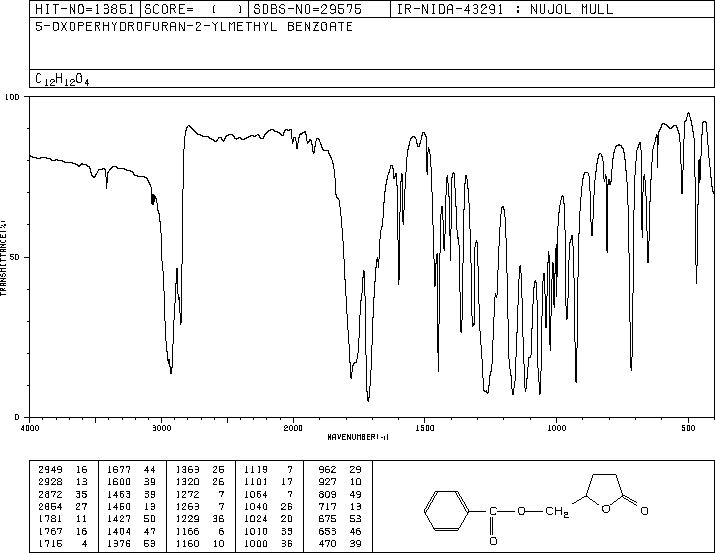 HIT-NO=13851 SCORE= ( ) SDBS-NO=29575 IR-NIDA-43291 : NUJOL MULL
5-OXOPERHYDROFURAN-2-YLMETHYL BENZOATE
C12H12O4
100
50
0
TRANSMITTANCE(%)
4000 3000 2000 1500 1000 500
WAVENUMBER(-1)
2949 16 1677 44 1363 25 1119 7 962 29
2928 13 1600 39 1320 26 1101 17 927 10
2872 35 1463 39 1272 7 1064 7 809 49
2854 27 1450 13 1263 7 1040 26 717 13
1781 11 1427 50 1229 36 1024 20 675 53
1767 16 1404 47 1166 6 1010 33 653 46
1716 4 1376 53 1160 10 1000 36 470 39
C O CH2 O O
O